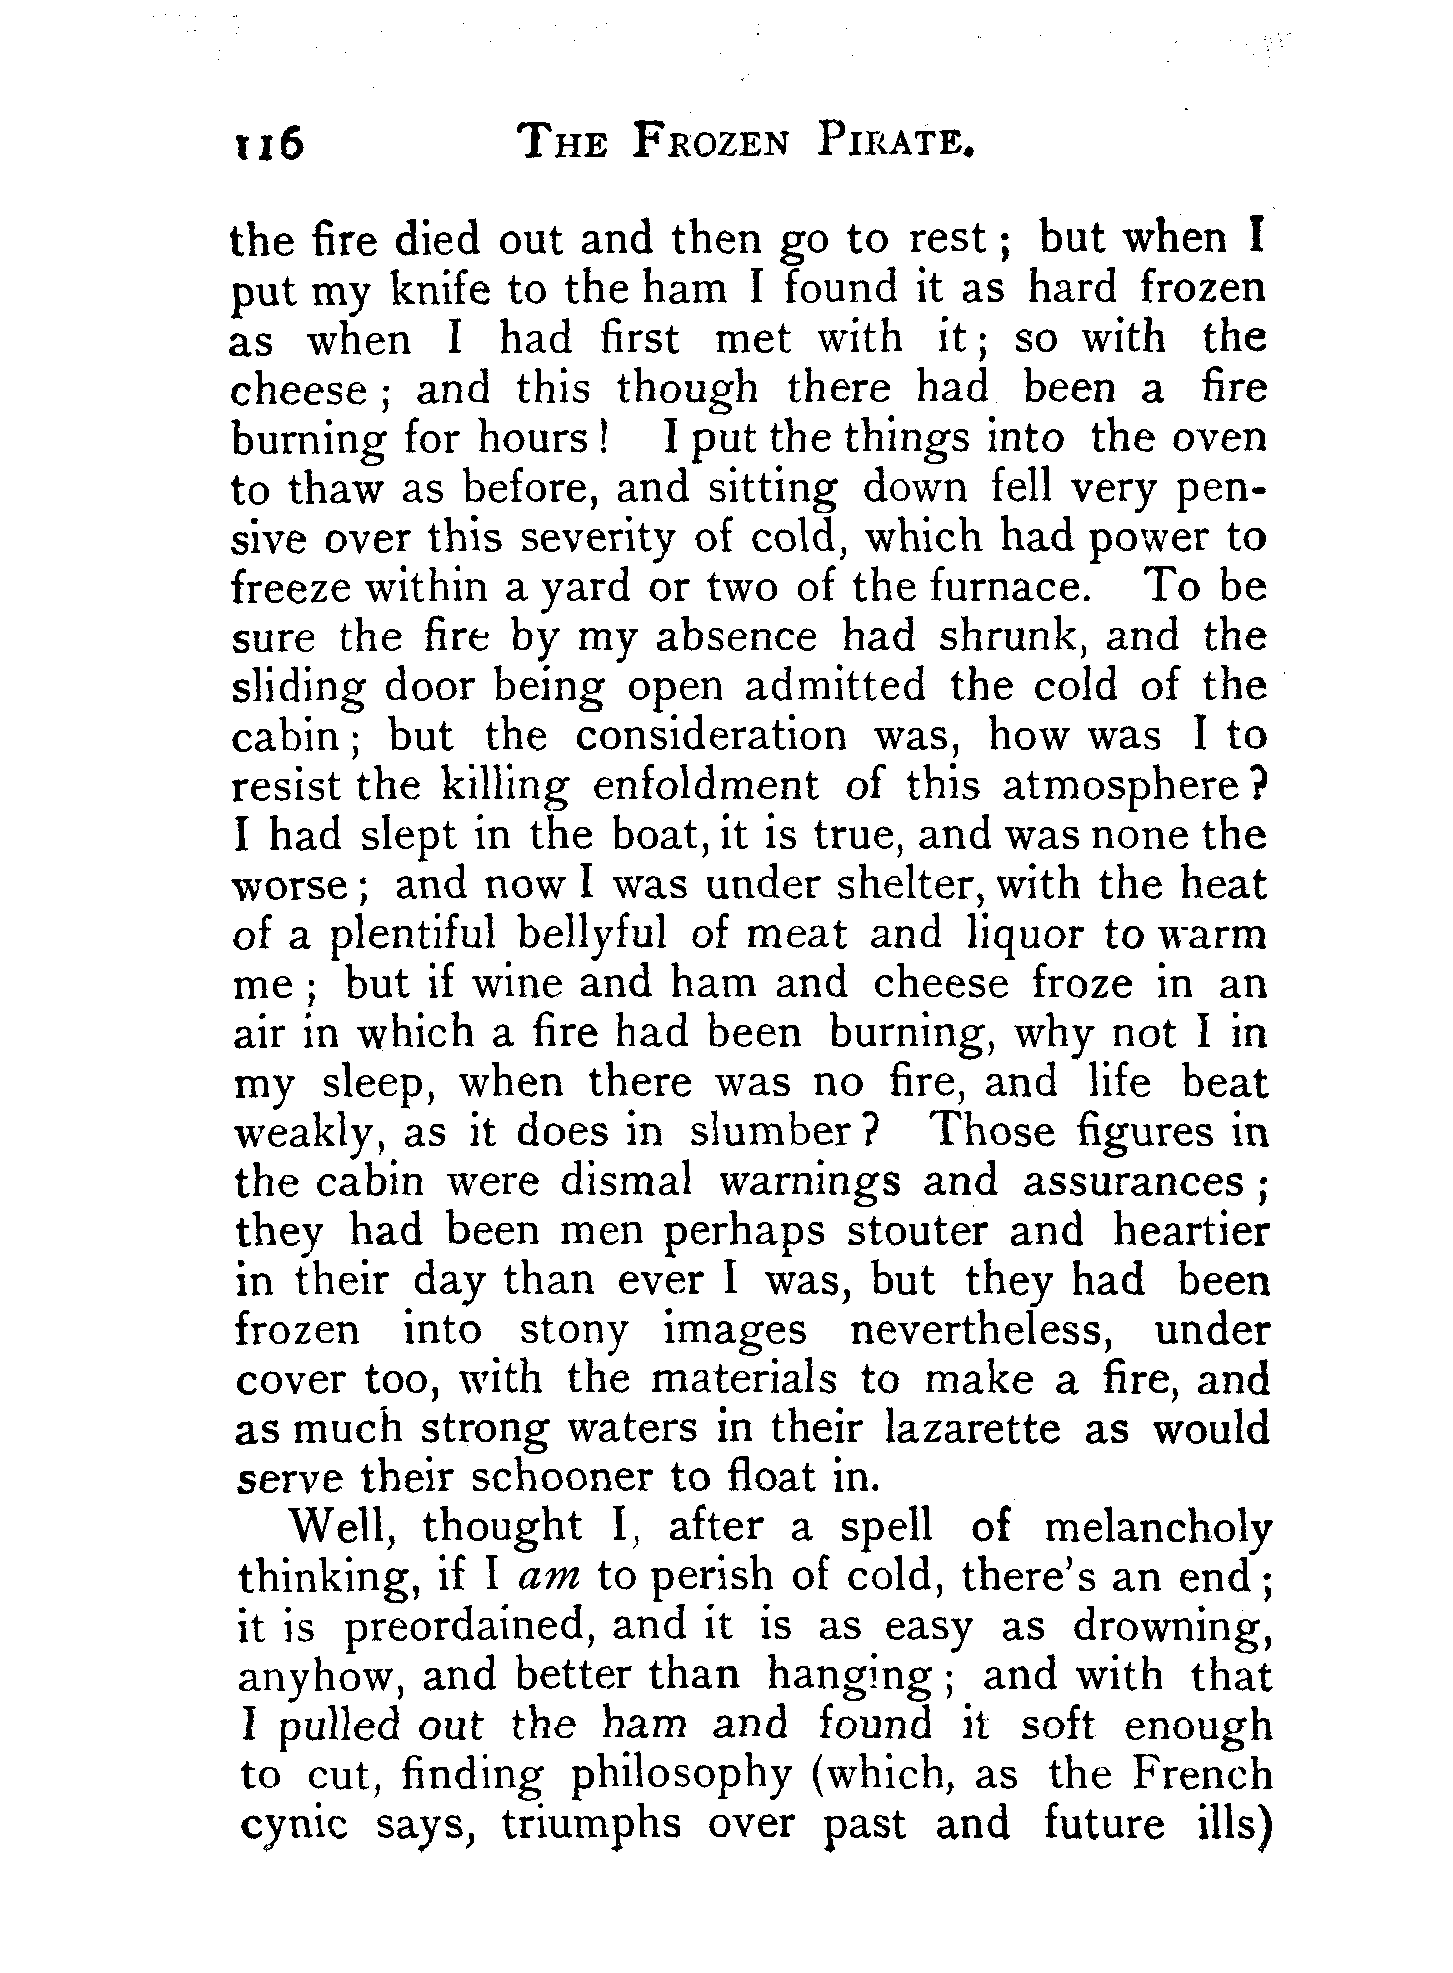 116 THE FROZEN PIRATE.
the fire died out and then go to rest ; but when I
put my knife to the ham I found it as hard frozen
as when I had first met with it ; so with the
cheese ; and this though there had been a fire
burning for hours ! I put the things into the oven
to thaw as before, and sitting down fell very pen-
sive over this severity of cold, which had power to
freeze within a yard or two of the furnace. To be
sure the fire by my absence had shrunk, and the
sliding door being open admitted the cold of the
cabin ; but the consideration was, how was I to
resist the killing enfoldment of this atmosphere ?
I had slept in the boat, it is true, and was none the
worse ; and now I was under shelter, with the heat
of a plentiful bellyful of meat and liquor to warm
me ; but if wine and ham and cheese froze in an
air in which a fire had been burning, why not I in
my sleep, when there was no fire, and life beat
weakly, as it does in slumber ? Those figures in
the cabin were dismal warnings and assurances ;
they had been men perhaps stouter and heartier
in their day than ever I was, but they had been
frozen into stony images nevertheless, under
cover too, with the materials to make a fire, and
as much strong waters in their lazarette as would
serve their schooner to float in.
Well, thought I, after a spell of melancholy
thinking, if I am to perish of cold, there's an end ;
it is preordained, and it is as easy as drowning,
anyhow, and better than hanging ; and with that
I pulled out the ham and found it soft enough
to cut, finding philosophy (which, as the French
cynic says, triumphs over past and future ills)